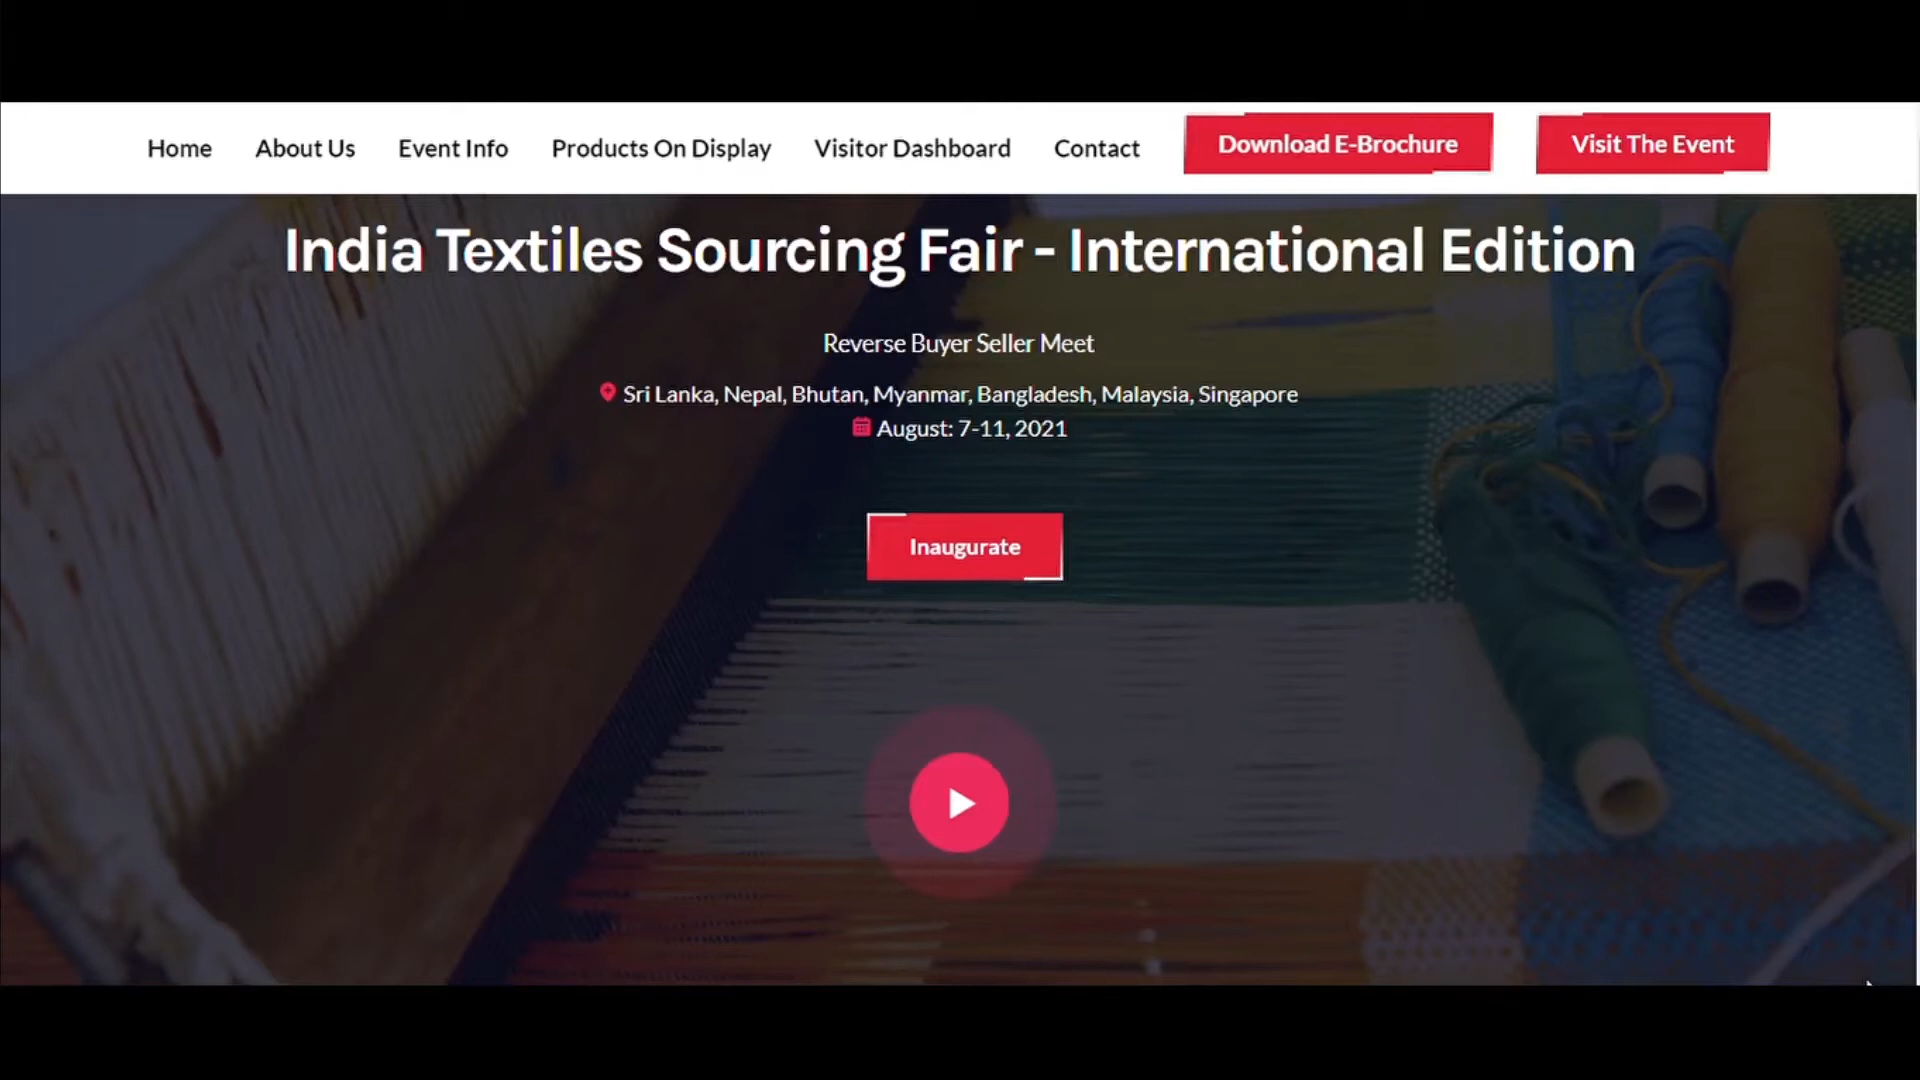 Home About Us Event Info Products On Display Visitor Dashboard Contact Download E-Brochure Visit The Event
India Textiles Sourcing Fair - International Edition
Reverse Buyer Seller Meet
Sri Lanka, Nepal, Bhutan, Myanmar, Bangladesh, Malaysia, Singapore
August: 7-11, 2021
Inaugurate